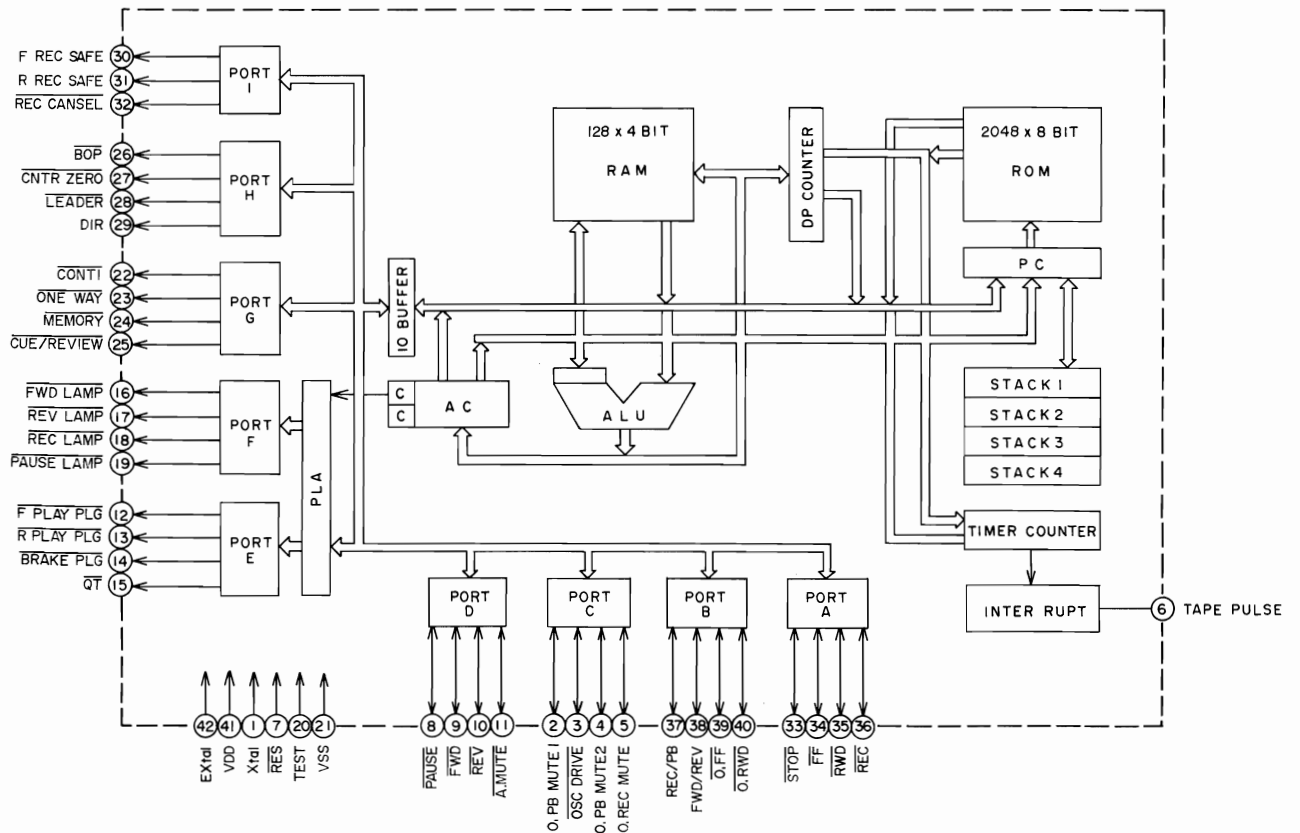 F REC SAFE 30
R REC SAFE 31
REC CANSEL 32
PORT
I
BOP 26
CNTR ZERO 27
LEADER 28
DIR 29
PORT
H
CONTI 22
ONE WAY 23
MEMORY 24
CUE/REVIEW 25
PORT
G
FWD LAMP 16
REV LAMP 17
REC LAMP 18
PAUSE LAMP 19
PORT
F
F PLAY PLG 12
R PLAY PLG 13
BRAKE PLG 14
QT 15
PORT
E
PLA
IO BUFFER
C
C
AC
128 x 4 BIT
RAM
ALU
DP COUNTER
2048 x 8 BIT
ROM
PC
STACK 1
STACK 2
STACK 3
STACK 4
TIMER COUNTER
INTER RUPT
6 TAPE PULSE
PORT
D
PORT
C
PORT
B
PORT
A
42 EXtal
41 VDD
1 Xtal
7 RES
20 TEST
21 VSS
8 PAUSE
9 FWD
10 REV
11 A.MUTE
2 O. PB MUTE 1
3 OSC DRIVE
4 O. PB MUTE2
5 O.REC MUTE
37 REC/PB
38 FWD/REV
39 O.FF
40 O.RWD
33 STOP
34 FF
35 RWD
36 REC